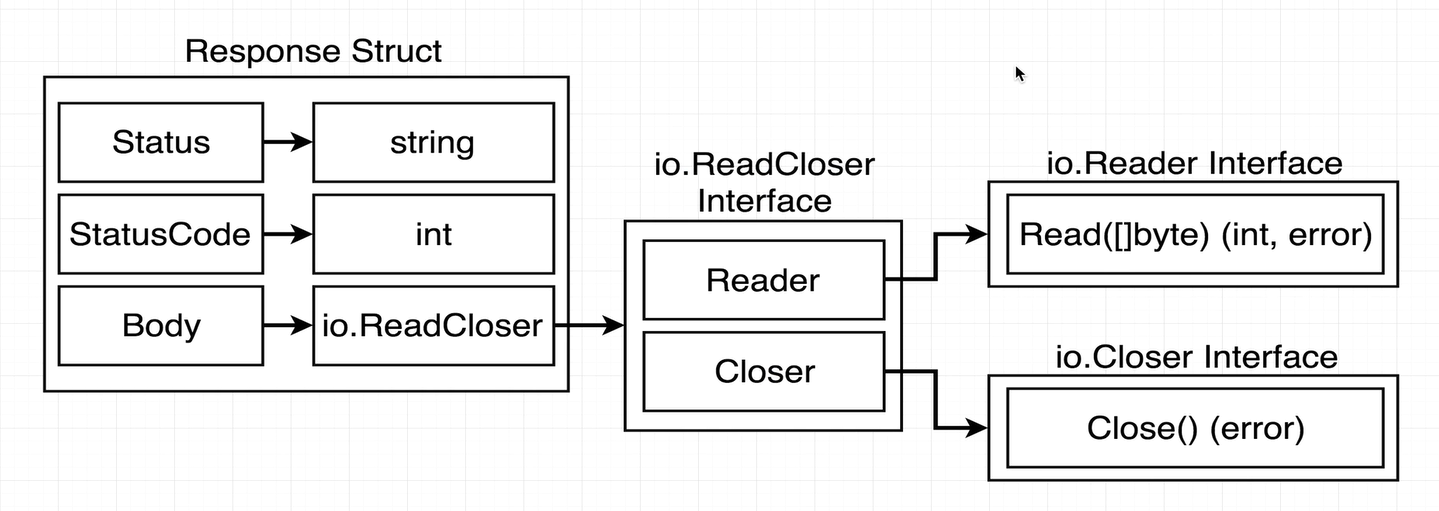 Response Struct
Status
string
StatusCode
int
Body
io.ReadCloser
io.ReadCloser
Interface
Reader
Closer
io.Reader Interface
Read([]byte) (int, error)
io.Closer Interface
Close() (error)